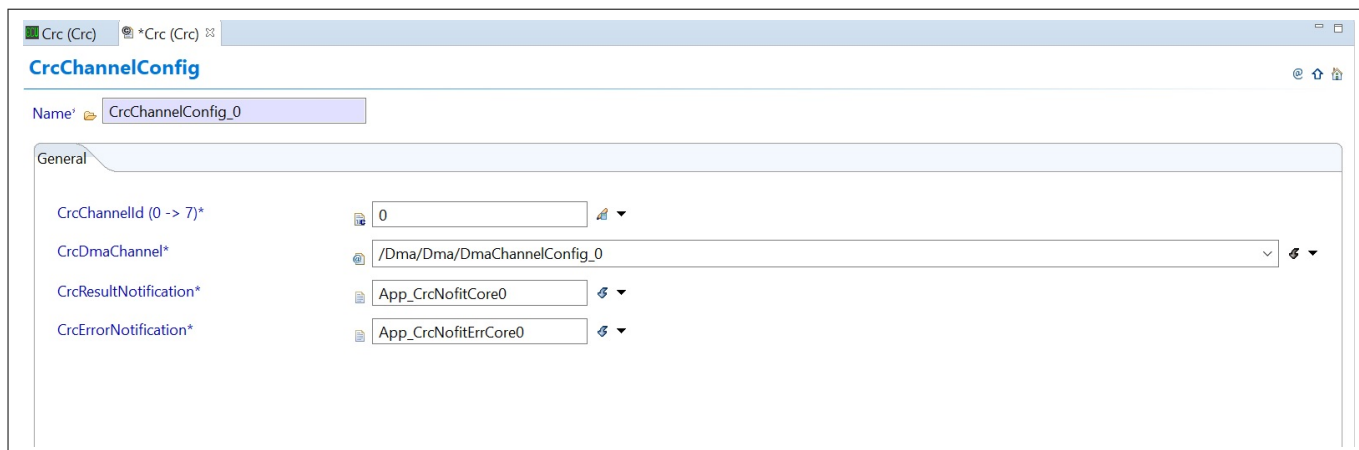 Crc (Crc) *Crc (Crc)
CrcChannelConfig
Name* CrcChannelConfig_0
General
CrcChannelId (0 -> 7)* 0
CrcDmaChannel* /Dma/Dma/DmaChannelConfig_0
CrcResultNotification* App_CrcNofitCore0
CrcErrorNotification* App_CrcNofitErrCore0